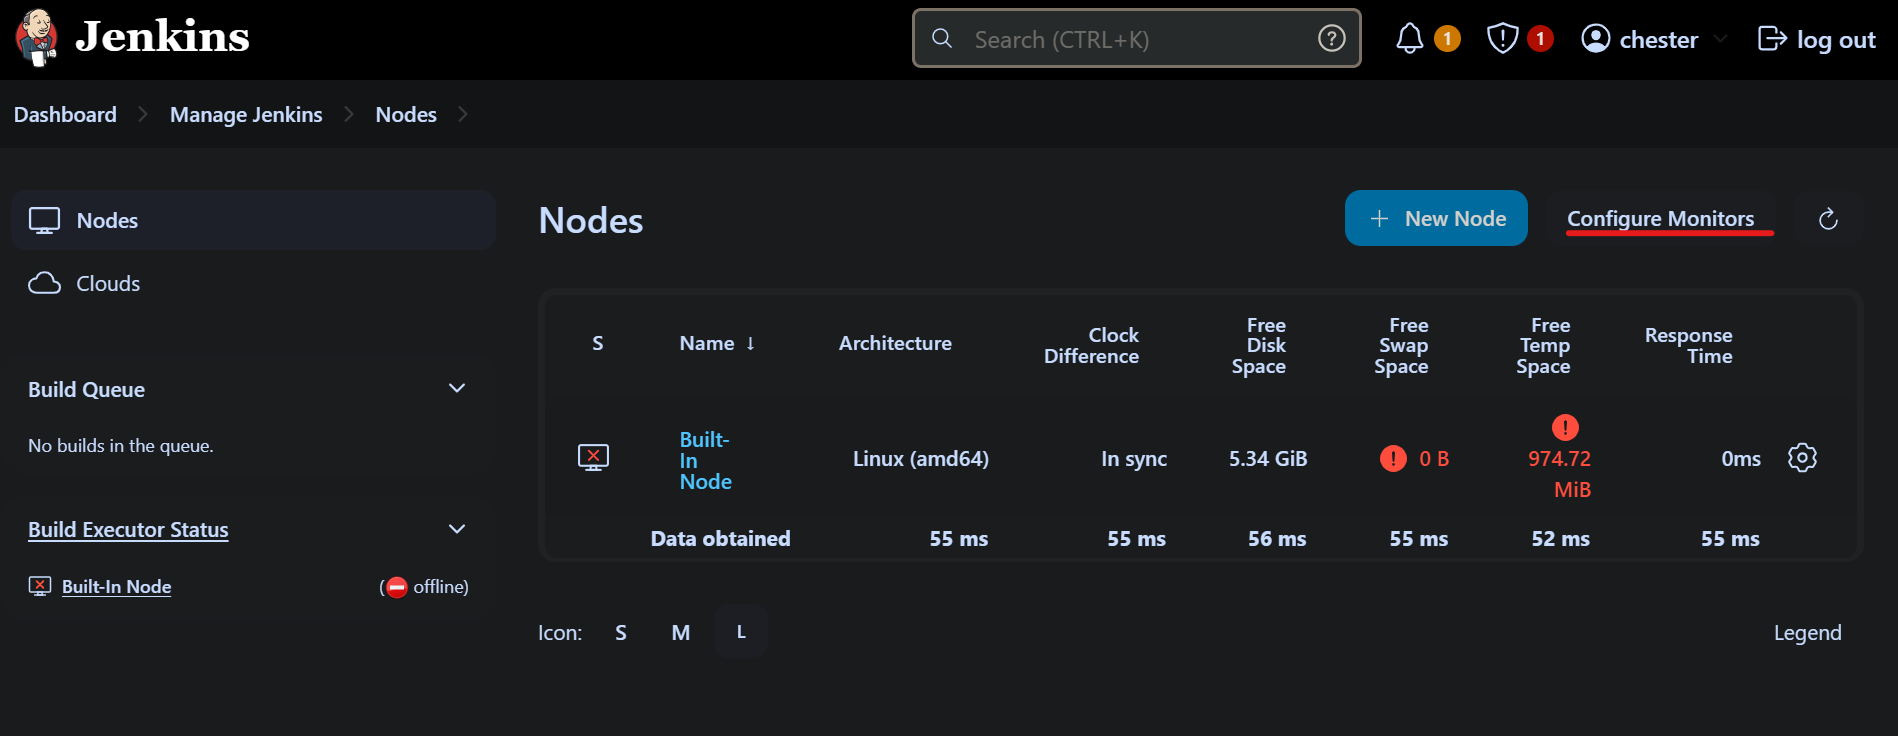 Jenkins
Search (CTRL+K)
1
1
chester
log out
Dashboard
Manage Jenkins
Nodes
Nodes
Clouds
Build Queue
No builds in the queue.
Build Executor Status
Built-In Node
(offline)
Nodes
New Node
Configure Monitors
S
Name ↓
Architecture
Clock
Difference
Free
Disk
Space
Free
Swap
Space
Free
Temp
Space
Response
Time
Built-
In
Node
Linux (amd64)
In sync
5.34 GiB
0 B
974.72
MiB
0ms
Data obtained
55 ms
55 ms
56 ms
55 ms
52 ms
55 ms
Icon:
S
M
L
Legend